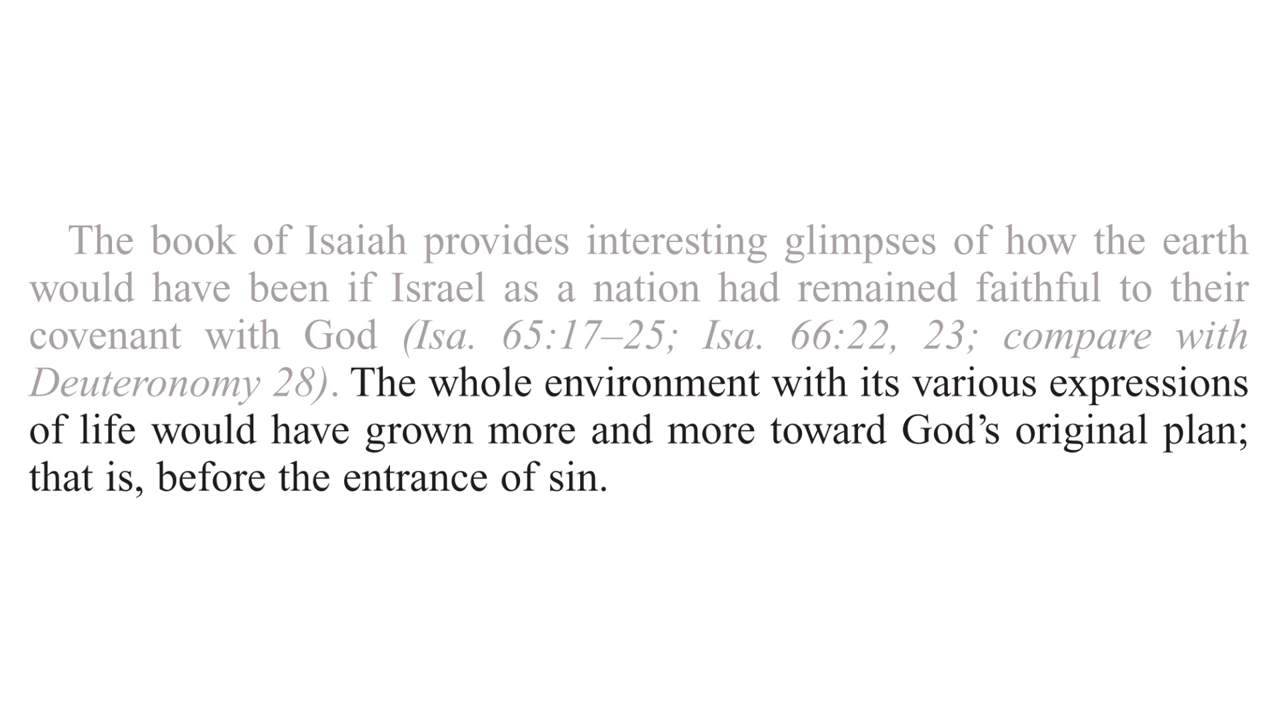 The book of Isaiah provides interesting glimpses of how the earth
would have been if Israel as a nation had remained faithful to their
covenant with God (Isa. 65:17–25; Isa. 66:22, 23; compare with
Deuteronomy 28). The whole environment with its various expressions
of life would have grown more and more toward God’s original plan;
that is, before the entrance of sin.